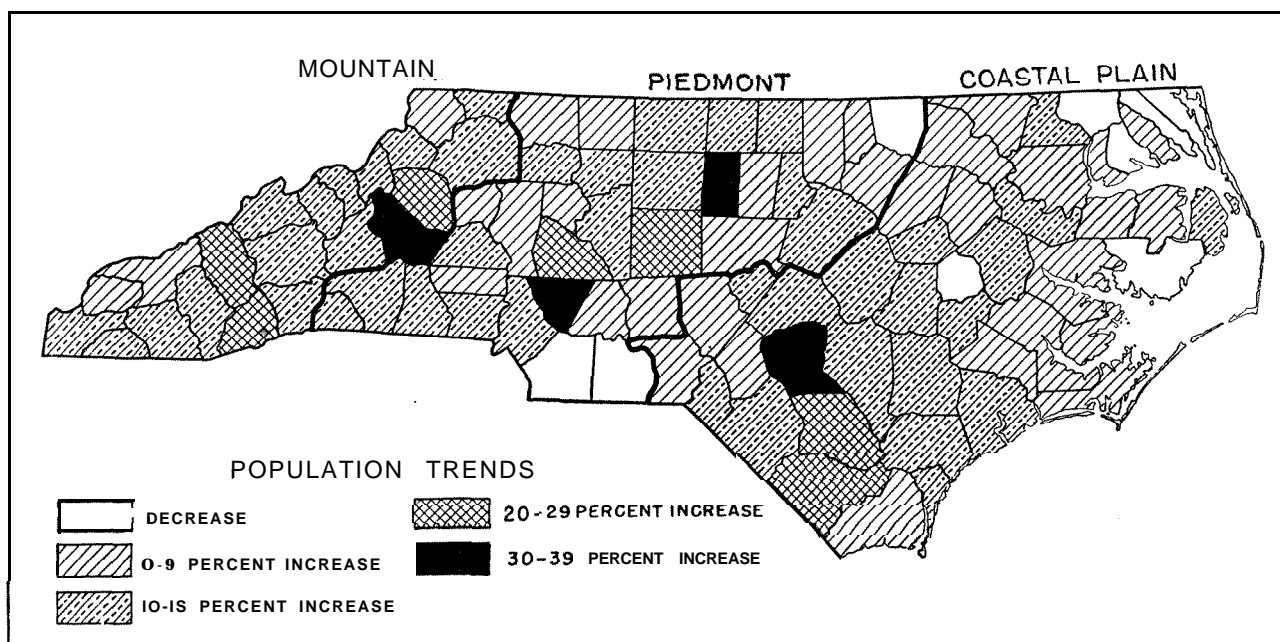 MOUNTAIN
PIEDMONT
COASTAL PLAIN
POPULATION TRENDS
DECREASE
0-9 PERCENT INCREASE
IO-IS PERCENT INCREASE
20-29 PERCENT INCREASE
30-39 PERCENT INCREASE